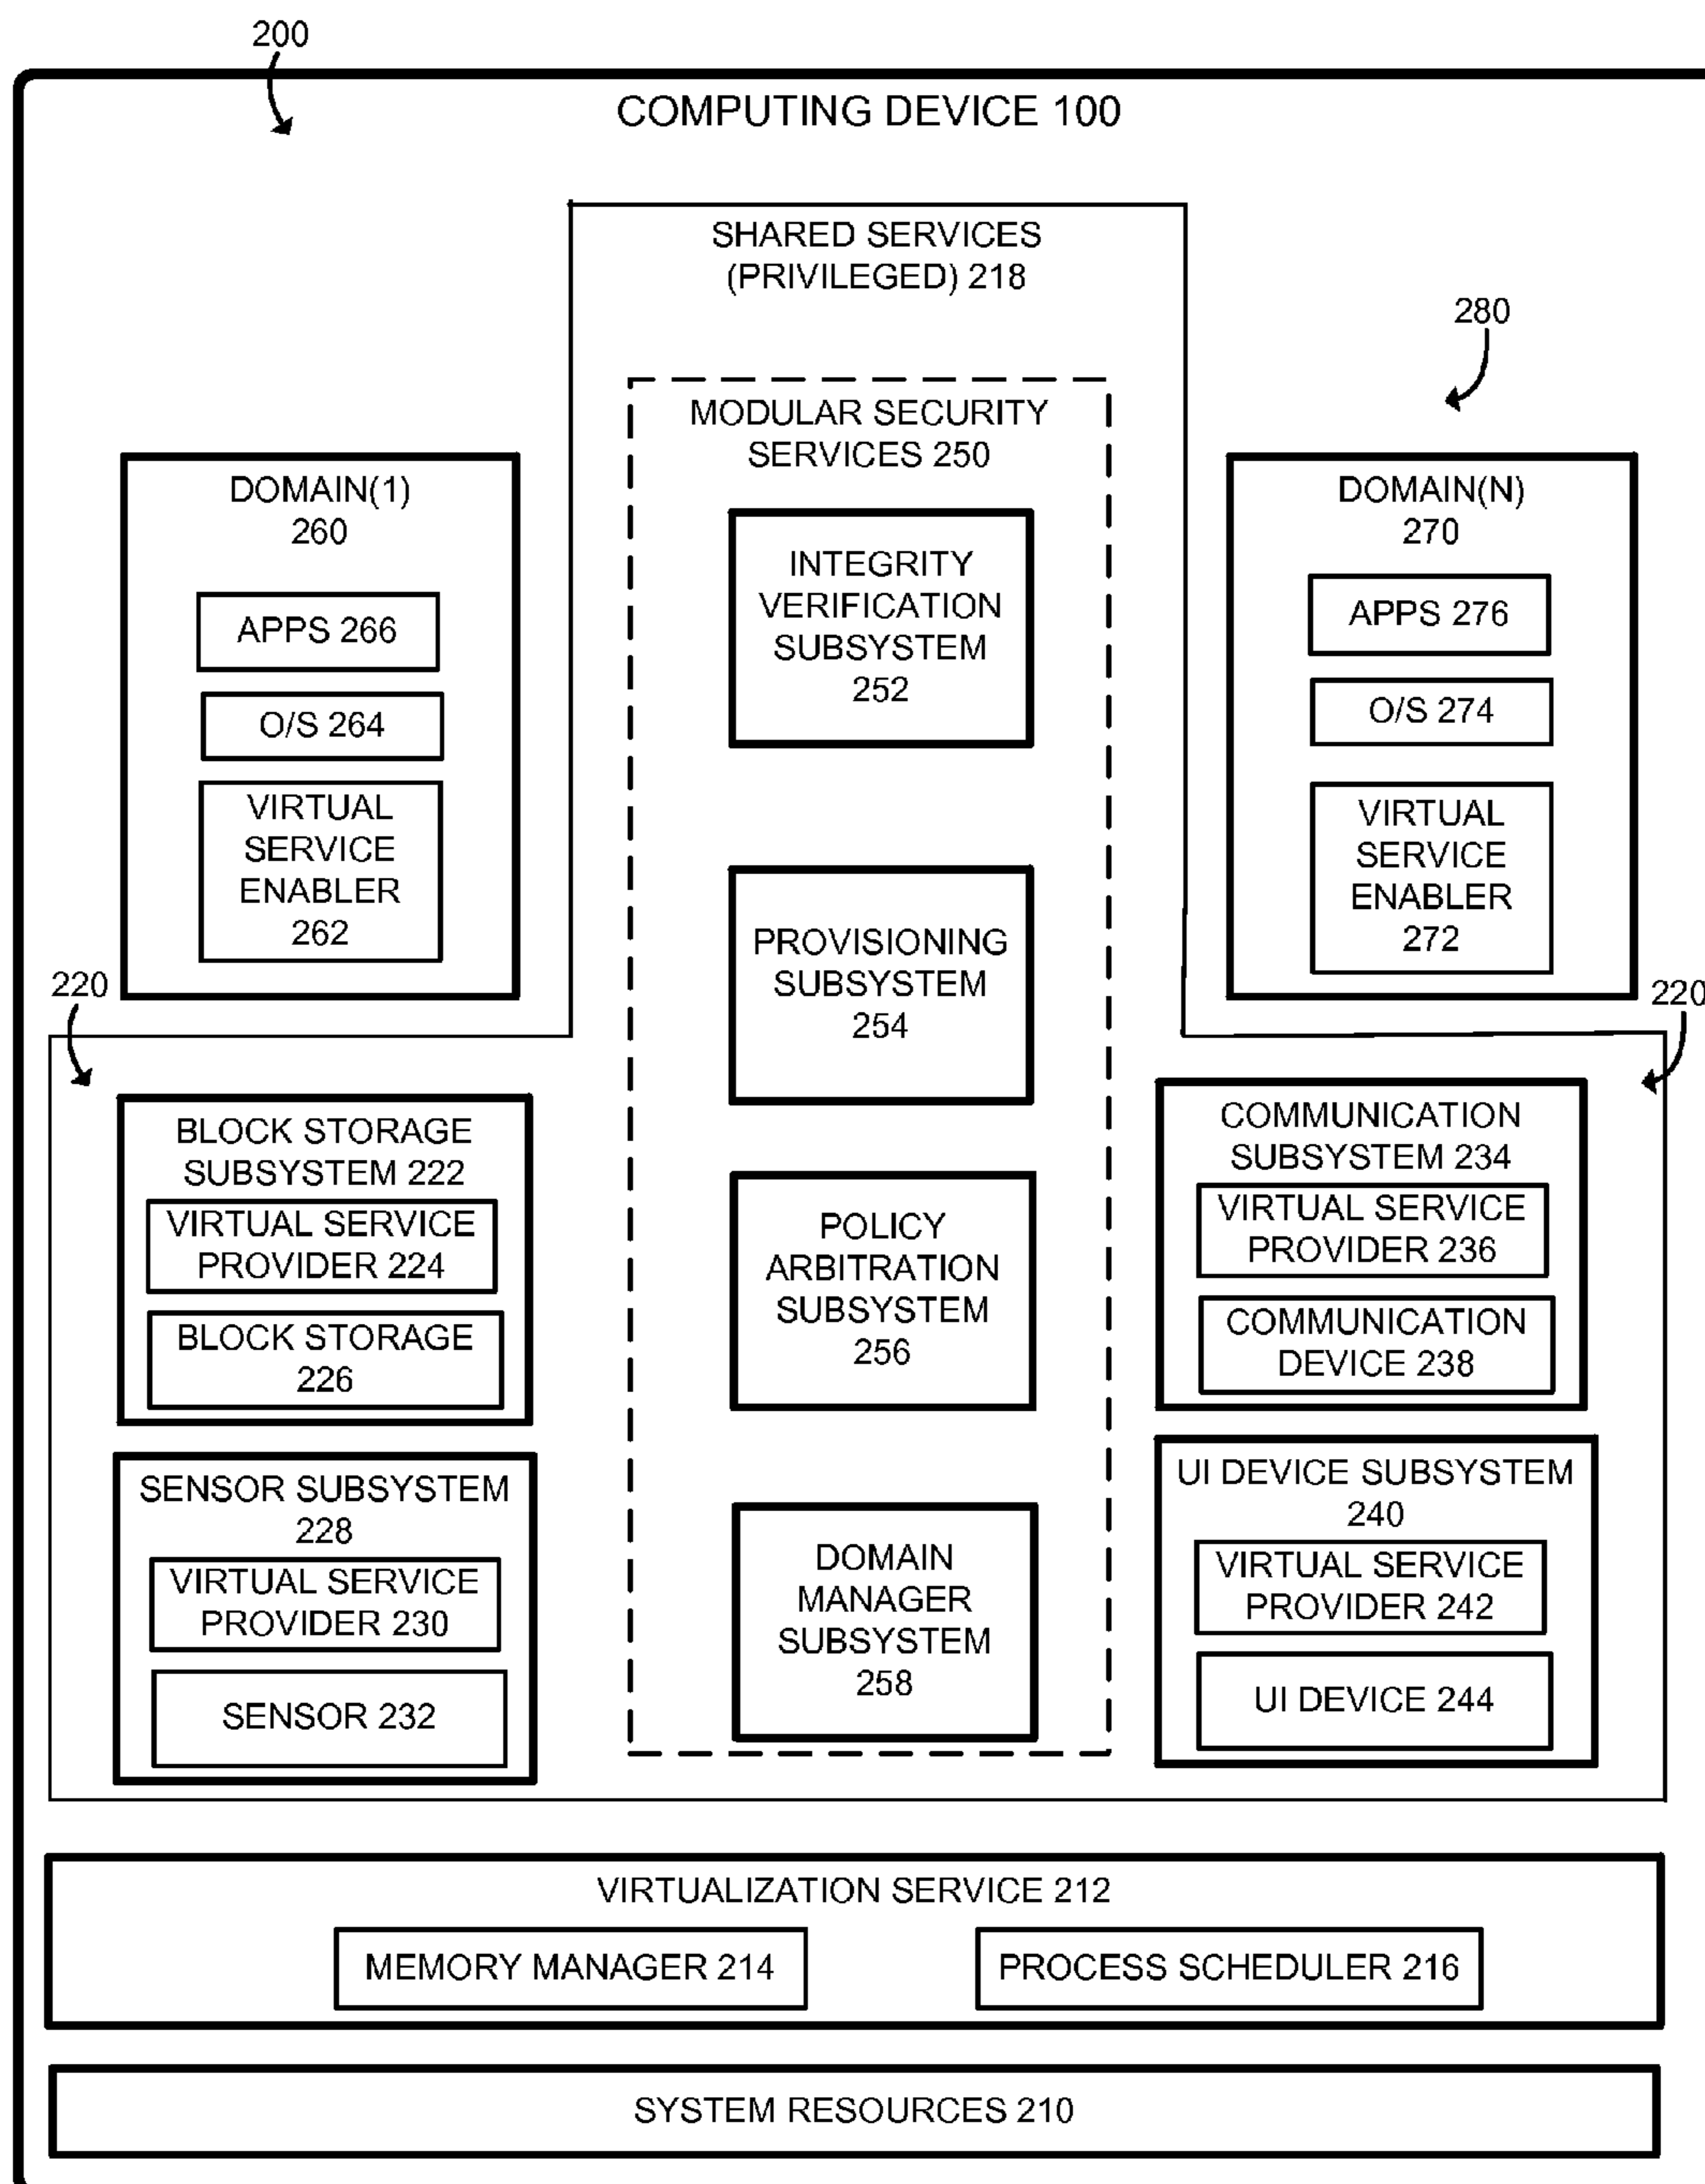 200
COMPUTING DEVICE 100
SHARED SERVICES
(PRIVILEGED) 218
280
MODULAR SECURITY
SERVICES 250
DOMAIN(1)
260
APPS 266
O/S 264
VIRTUAL
SERVICE
ENABLER
262
INTEGRITY
VERIFICATION
SUBSYSTEM
252
DOMAIN(N)
270
APPS 276
O/S 274
VIRTUAL
SERVICE
ENABLER
272
PROVISIONING
SUBSYSTEM
254
220
220
BLOCK STORAGE
SUBSYSTEM 222
VIRTUAL SERVICE
PROVIDER 224
BLOCK STORAGE
226
POLICY
ARBITRATION
SUBSYSTEM
256
COMMUNICATION
SUBSYSTEM 234
VIRTUAL SERVICE
PROVIDER 236
COMMUNICATION
DEVICE 238
SENSOR SUBSYSTEM
228
VIRTUAL SERVICE
PROVIDER 230
SENSOR 232
DOMAIN
MANAGER
SUBSYSTEM
258
UI DEVICE SUBSYSTEM
240
VIRTUAL SERVICE
PROVIDER 242
UI DEVICE 244
VIRTUALIZATION SERVICE 212
MEMORY MANAGER 214
PROCESS SCHEDULER 216
SYSTEM RESOURCES 210